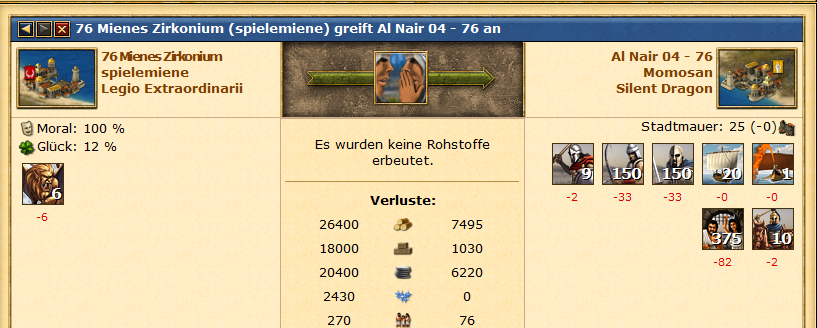 76 Mienes Zirkonium (spielemiene) greift Al Nair 04 - 76 an
76 Mienes Zirkonium
spielemiene
Legio Extraordinarii
Al Nair 04 - 76
Momosan
Silent Dragon
Moral: 100 %
Glück: 12 %
6
-6
Es wurden keine Rohstoffe
erbeutet.
Verluste:
26400 7495
18000 1030
20400 6220
2430 0
270 76
Stadtmauer: 25 (-0)
9 150 150 20 1
-2 -33 -33 -0 -0
375 10
-82 -2